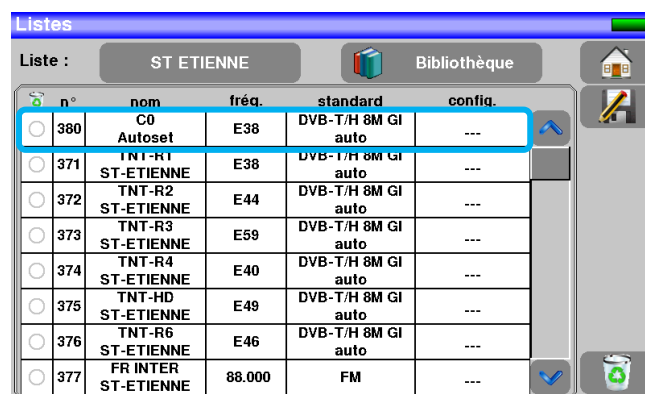 Listes
Liste : ST ETIENNE Bibliothèque
n° nom fréq. standard config.
380 C0 Autoset E38 DVB-T/H 8M GI auto ---
371 TNT-R1 ST-ETIENNE E38 DVB-T/H 8M GI auto ---
372 TNT-R2 ST-ETIENNE E44 DVB-T/H 8M GI auto ---
373 TNT-R3 ST-ETIENNE E59 DVB-T/H 8M GI auto ---
374 TNT-R4 ST-ETIENNE E40 DVB-T/H 8M GI auto ---
375 TNT-HD ST-ETIENNE E49 DVB-T/H 8M GI auto ---
376 TNT-R6 ST-ETIENNE E46 DVB-T/H 8M GI auto ---
377 FR INTER ST-ETIENNE 88.000 FM ---